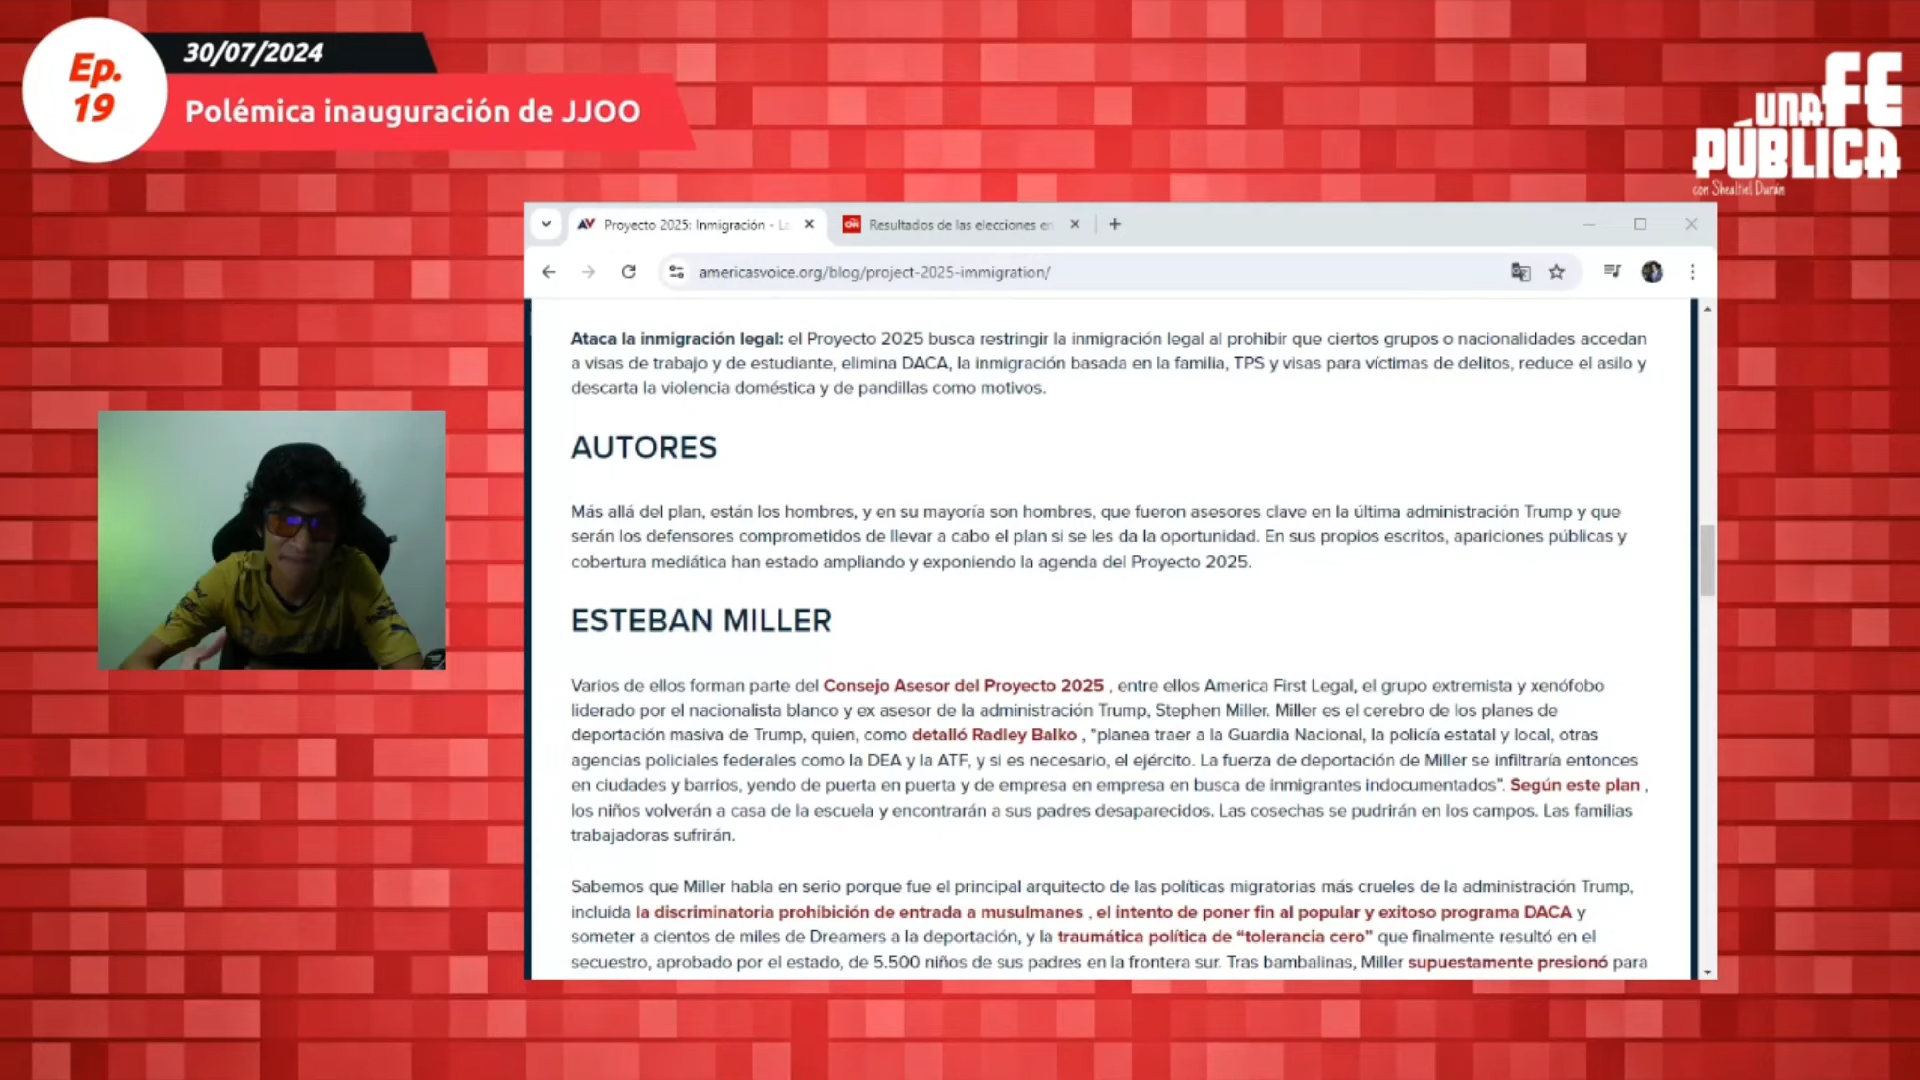 Ep.
19
30/07/2024
Polémica inauguración de JJOO
UNA FE
PÚBLICA
con Shealtiel Durán
Proyecto 2025: Inmigración - La
Resultados de las elecciones en
americasvoice.org/blog/project-2025-immigration/
Ataca la inmigración legal: el Proyecto 2025 busca restringir la inmigración legal al prohibir que ciertos grupos o nacionalidades accedan
a visas de trabajo y de estudiante, elimina DACA, la inmigración basada en la familia, TPS y visas para víctimas de delitos, reduce el asilo y
descarta la violencia doméstica y de pandillas como motivos.
AUTORES
Más allá del plan, están los hombres, y en su mayoría son hombres, que fueron asesores clave en la última administración Trump y que
serán los defensores comprometidos de llevar a cabo el plan si se les da la oportunidad. En sus propios escritos, apariciones públicas y
cobertura mediática han estado ampliando y exponiendo la agenda del Proyecto 2025.
ESTEBAN MILLER
Varios de ellos forman parte del Consejo Asesor del Proyecto 2025 , entre ellos America First Legal, el grupo extremista y xenófobo
liderado por el nacionalista blanco y ex asesor de la administración Trump, Stephen Miller. Miller es el cerebro de los planes de
deportación masiva de Trump, quien, como detalló Radley Balko , "planea traer a la Guardia Nacional, la policía estatal y local, otras
agencias policiales federales como la DEA y la ATF, y si es necesario, el ejército. La fuerza de deportación de Miller se infiltraría entonces
en ciudades y barrios, yendo de puerta en puerta y de empresa en empresa en busca de inmigrantes indocumentados". Según este plan ,
los niños volverán a casa de la escuela y encontrarán a sus padres desaparecidos. Las cosechas se pudrirán en los campos. Las familias
trabajadoras sufrirán.
Sabemos que Miller habla en serio porque fue el principal arquitecto de las políticas migratorias más crueles de la administración Trump,
incluida la discriminatoria prohibición de entrada a musulmanes , el intento de poner fin al popular y exitoso programa DACA y
someter a cientos de miles de Dreamers a la deportación, y la traumática política de “tolerancia cero” que finalmente resultó en el
secuestro, aprobado por el estado, de 5.500 niños de sus padres en la frontera sur. Tras bambalinas, Miller supuestamente presionó para